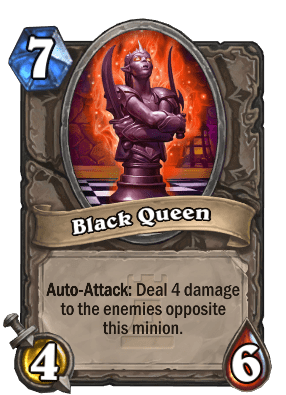 7
Black Queen
Auto-Attack: Deal 4 damage
to the enemies opposite
this minion.
4
6